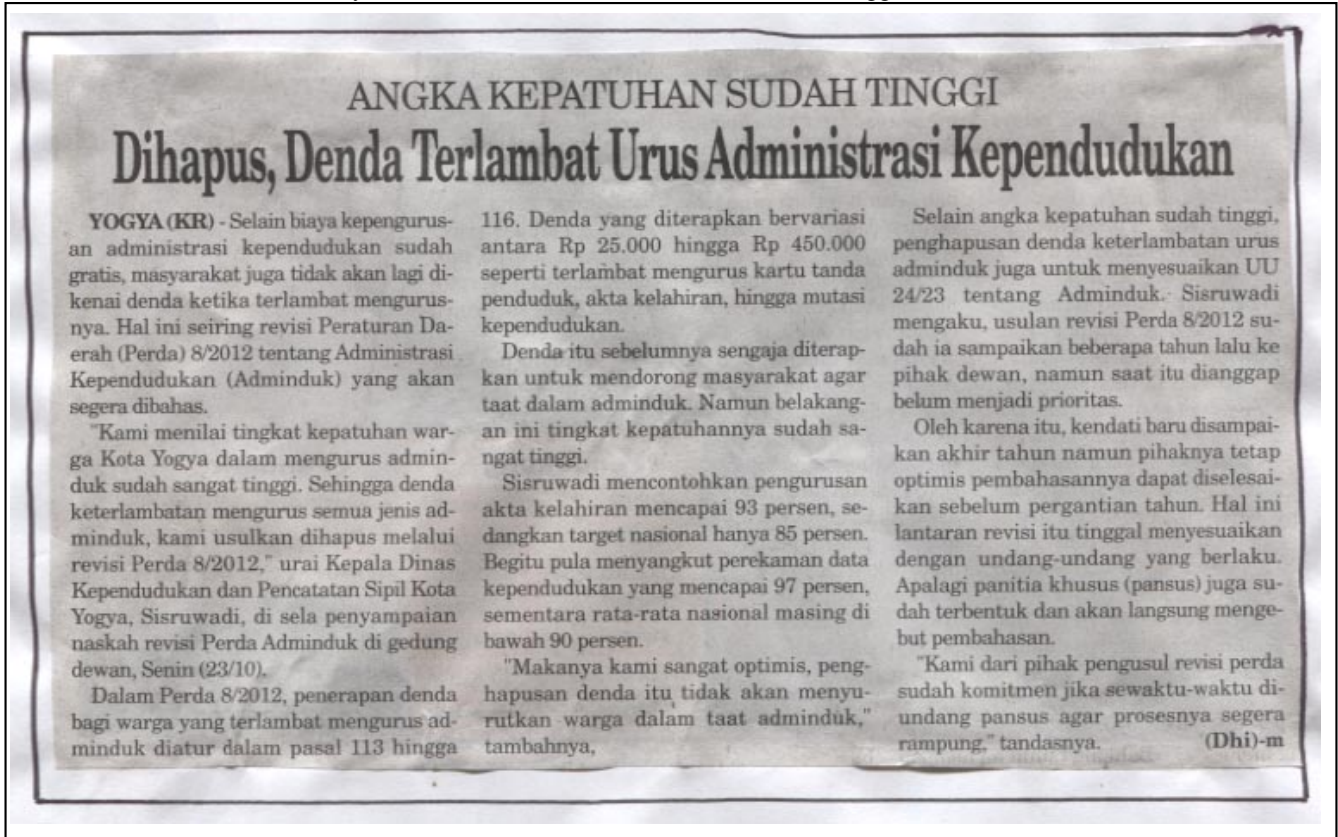 ANGKA KEPATUHAN SUDAH TINGGI
Dihapus, Denda Terlambat Urus Administrasi Kependudukan
YOGYA (KR) - Selain biaya kepengurus-
an administrasi kependudukan sudah
gratis, masyarakat juga tidak akan lagi di-
kenai denda ketika terlambat mengurus-
nya. Hal ini seiring revisi Peraturan Da-
erah (Perda) 8/2012 tentang Administrasi
Kependudukan (Adminduk) yang akan
segera dibahas.
"Kami menilai tingkat kepatuhan war-
ga Kota Yogya dalam mengurus admin-
duk sudah sangat tinggi. Sehingga denda
keterlambatan mengurus semua jenis ad-
minduk, kami usulkan dihapus melalui
revisi Perda 8/2012," urai Kepala Dinas
Kependudukan dan Pencatatan Sipil Kota
Yogya, Sisruwadi, di sela penyampaian
naskah revisi Perda Adminduk di gedung
dewan, Senin (23/10).
Dalam Perda 8/2012, penerapan denda
bagi warga yang terlambat mengurus ad-
minduk diatur dalam pasal 113 hingga
116. Denda yang diterapkan bervariasi
antara Rp 25.000 hingga Rp 450.000
seperti terlambat mengurus kartu tanda
penduduk, akta kelahiran, hingga mutasi
kependudukan.
Denda itu sebelumnya sengaja diterap-
kan untuk mendorong masyarakat agar
taat dalam adminduk. Namun belakang-
an ini tingkat kepatuhannya sudah sa-
ngat tinggi.
Sisruwadi mencontohkan pengurusan
akta kelahiran mencapai 93 persen, se-
dangkan target nasional hanya 85 persen.
Begitu pula menyangkut perekaman data
kependudukan yang mencapai 97 persen,
sementara rata-rata nasional masing di
bawah 90 persen.
"Makanya kami sangat optimis, peng-
hapusan denda itu tidak akan menyu-
rutkan warga dalam taat adminduk,"
tambahnya,
Selain angka kepatuhan sudah tinggi,
penghapusan denda keterlambatan urus
adminduk juga untuk menyesuaikan UU
24/23 tentang Adminduk. Sisruwadi
mengaku, usulan revisi Perda 8/2012 su-
dah ia sampaikan beberapa tahun lalu ke
pihak dewan, namun saat itu dianggap
belum menjadi prioritas.
Oleh karena itu, kendati baru disampai-
kan akhir tahun namun pihaknya tetap
optimis pembahasannya dapat diselesai-
kan sebelum pergantian tahun. Hal ini
lantaran revisi itu tinggal menyesuaikan
dengan undang-undang yang berlaku.
Apalagi panitia khusus (pansus) juga su-
dah terbentuk dan akan langsung menge-
but pembahasan.
"Kami dari pihak pengusul revisi perda
sudah komitmen jika sewaktu-waktu di-
undang pansus agar prosesnya segera
rampung," tandasnya. (Dhi)-m